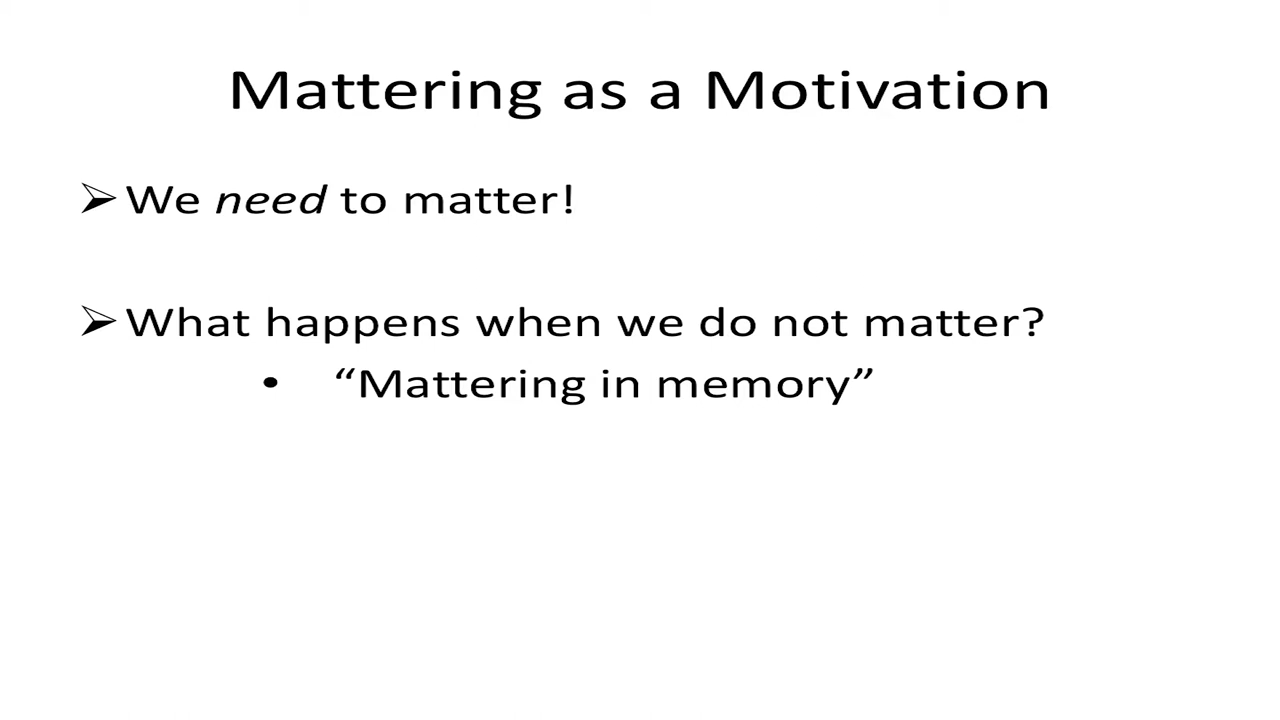 Mattering as a Motivation
➢ We need to matter!
➢ What happens when we do not matter?
• “Mattering in memory”